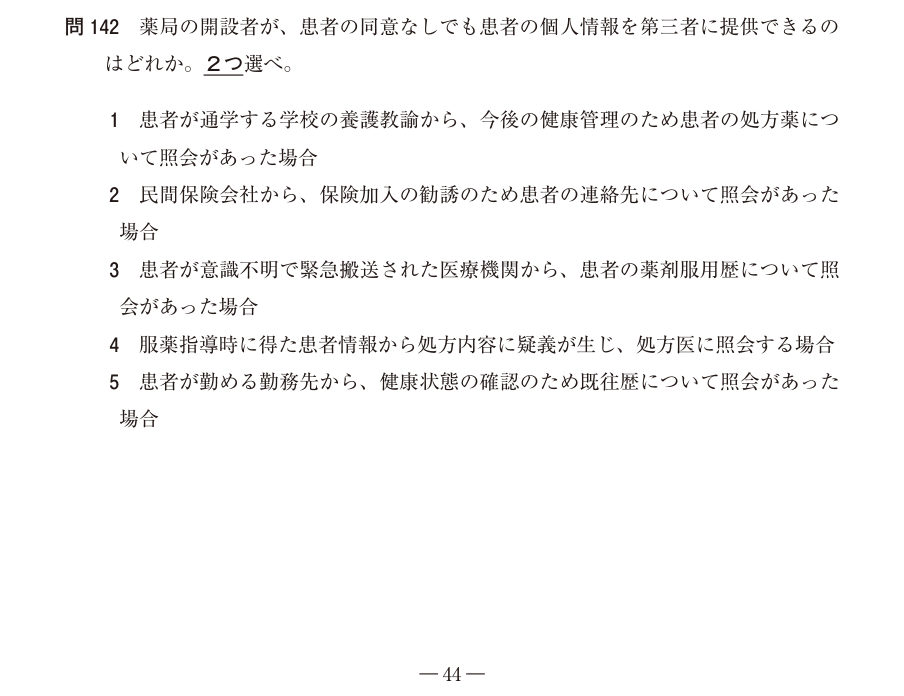 問 142 薬局の開設者が、患者の同意なしでも患者の個人情報を第三者に提供できるの
はどれか。2つ選べ。
1 患者が通学する学校の養護教諭から、今後の健康管理のため患者の処方薬につ
いて照会があった場合
2 民間保険会社から、保険加入の勧誘のため患者の連絡先について照会があった
場合
3 患者が意識不明で緊急搬送された医療機関から、患者の薬剤服用歴について照
会があった場合
4 服薬指導時に得た患者情報から処方内容に疑義が生じ、処方医に照会する場合
5 患者が勤める勤務先から、健康状態の確認のため既往歴について照会があった
場合
— 44 —